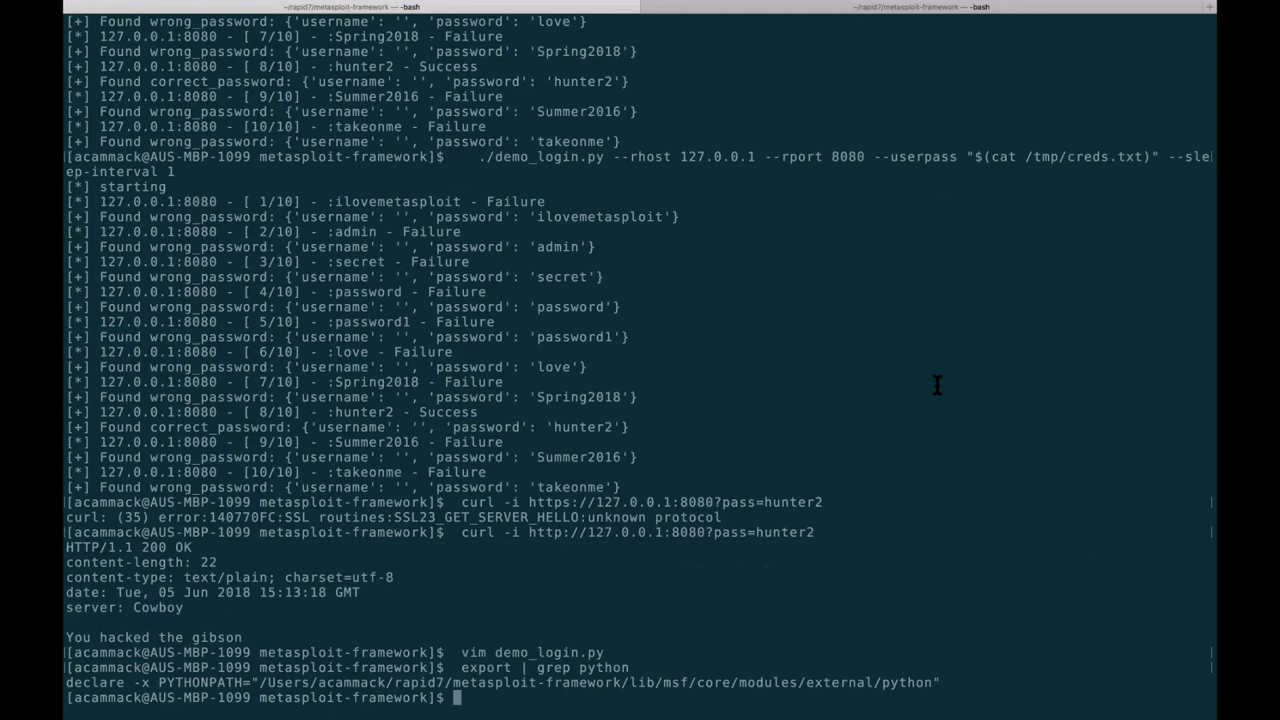 ~/rapid7/metasploit-framework — -bash
~/rapid7/metasploit-framework — -bash
+
[+] Found wrong_password: {'username': '', 'password': 'love'}
[*] 127.0.0.1:8080 - [ 7/10] - :Spring2018 - Failure
[+] Found wrong_password: {'username': '', 'password': 'Spring2018'}
[*] 127.0.0.1:8080 - [ 8/10] - :hunter2 - Success
[+] Found correct_password: {'username': '', 'password': 'hunter2'}
[*] 127.0.0.1:8080 - [ 9/10] - :Summer2016 - Failure
[+] Found wrong_password: {'username': '', 'password': 'Summer2016'}
[*] 127.0.0.1:8080 - [10/10] - :takeonme - Failure
[+] Found wrong_password: {'username': '', 'password': 'takeonme'}
[acammack@AUS-MBP-1099 metasploit-framework]$    ./demo_login.py --rhost 127.0.0.1 --rport 8080 --userpass "$(cat /tmp/creds.txt)" --sle
ep-interval 1
[*] starting
[*] 127.0.0.1:8080 - [ 1/10] - :ilovemetasploit - Failure
[+] Found wrong_password: {'username': '', 'password': 'ilovemetasploit'}
[*] 127.0.0.1:8080 - [ 2/10] - :admin - Failure
[+] Found wrong_password: {'username': '', 'password': 'admin'}
[*] 127.0.0.1:8080 - [ 3/10] - :secret - Failure
[+] Found wrong_password: {'username': '', 'password': 'secret'}
[*] 127.0.0.1:8080 - [ 4/10] - :password - Failure
[+] Found wrong_password: {'username': '', 'password': 'password'}
[*] 127.0.0.1:8080 - [ 5/10] - :password1 - Failure
[+] Found wrong_password: {'username': '', 'password': 'password1'}
[*] 127.0.0.1:8080 - [ 6/10] - :love - Failure
[+] Found wrong_password: {'username': '', 'password': 'love'}
[*] 127.0.0.1:8080 - [ 7/10] - :Spring2018 - Failure
[+] Found wrong_password: {'username': '', 'password': 'Spring2018'}
[*] 127.0.0.1:8080 - [ 8/10] - :hunter2 - Success
[+] Found correct_password: {'username': '', 'password': 'hunter2'}
[*] 127.0.0.1:8080 - [ 9/10] - :Summer2016 - Failure
[+] Found wrong_password: {'username': '', 'password': 'Summer2016'}
[*] 127.0.0.1:8080 - [10/10] - :takeonme - Failure
[+] Found wrong_password: {'username': '', 'password': 'takeonme'}
[acammack@AUS-MBP-1099 metasploit-framework]$  curl -i https://127.0.0.1:8080?pass=hunter2 ]
curl: (35) error:140770FC:SSL routines:SSL23_GET_SERVER_HELLO:unknown protocol
[acammack@AUS-MBP-1099 metasploit-framework]$  curl -i http://127.0.0.1:8080?pass=hunter2 ]
HTTP/1.1 200 OK
content-length: 22
content-type: text/plain; charset=utf-8
date: Tue, 05 Jun 2018 15:13:18 GMT
server: Cowboy

You hacked the gibson
[acammack@AUS-MBP-1099 metasploit-framework]$  vim demo_login.py ]
[acammack@AUS-MBP-1099 metasploit-framework]$  export | grep python ]
declare -x PYTHONPATH="/Users/acammack/rapid7/metasploit-framework/lib/msf/core/modules/external/python"
[acammack@AUS-MBP-1099 metasploit-framework]$